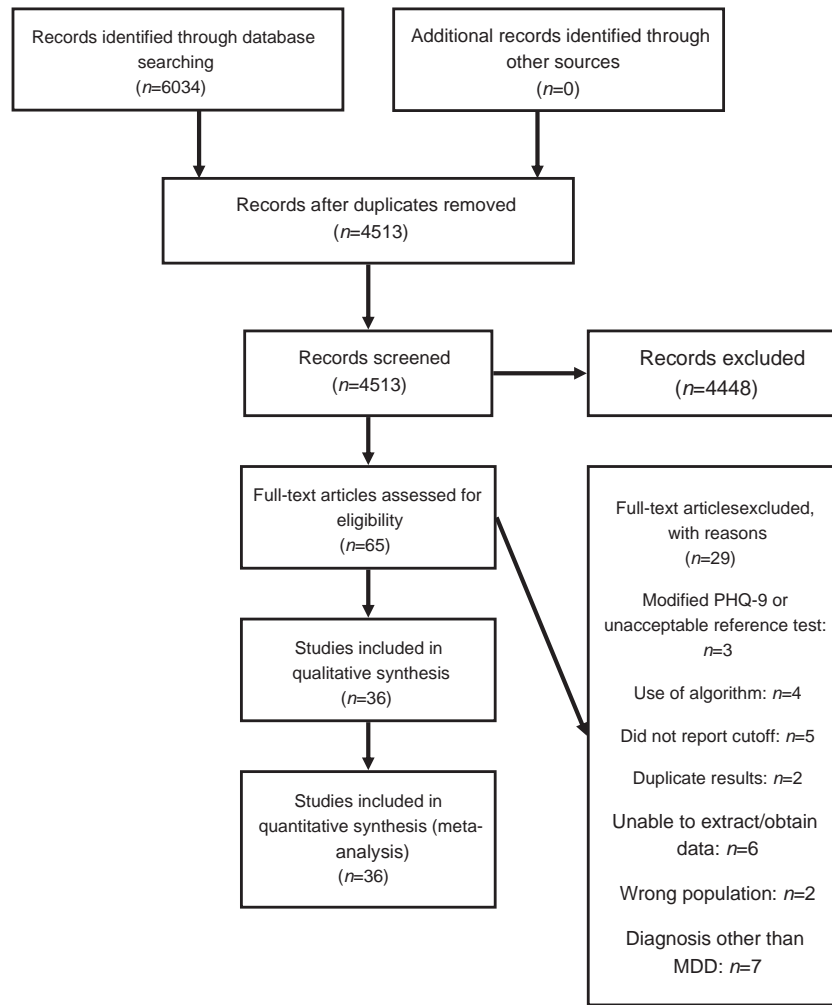 Records identified through database
searching
(n=6034)
Additional records identified through
other sources
(n=0)
Records after duplicates removed
(n=4513)
Records screened
(n=4513)
Records excluded
(n=4448)
Full-text articles assessed for
eligibility
(n=65)
Full-text articlesexcluded,
with reasons
(n=29)
Modified PHQ-9 or
unacceptable reference test:
n=3
Use of algorithm: n=4
Did not report cutoff: n=5
Duplicate results: n=2
Unable to extract/obtain
data: n=6
Wrong population: n=2
Diagnosis other than
MDD: n=7
Studies included in
qualitative synthesis
(n=36)
Studies included in
quantitative synthesis (meta-
analysis)
(n=36)